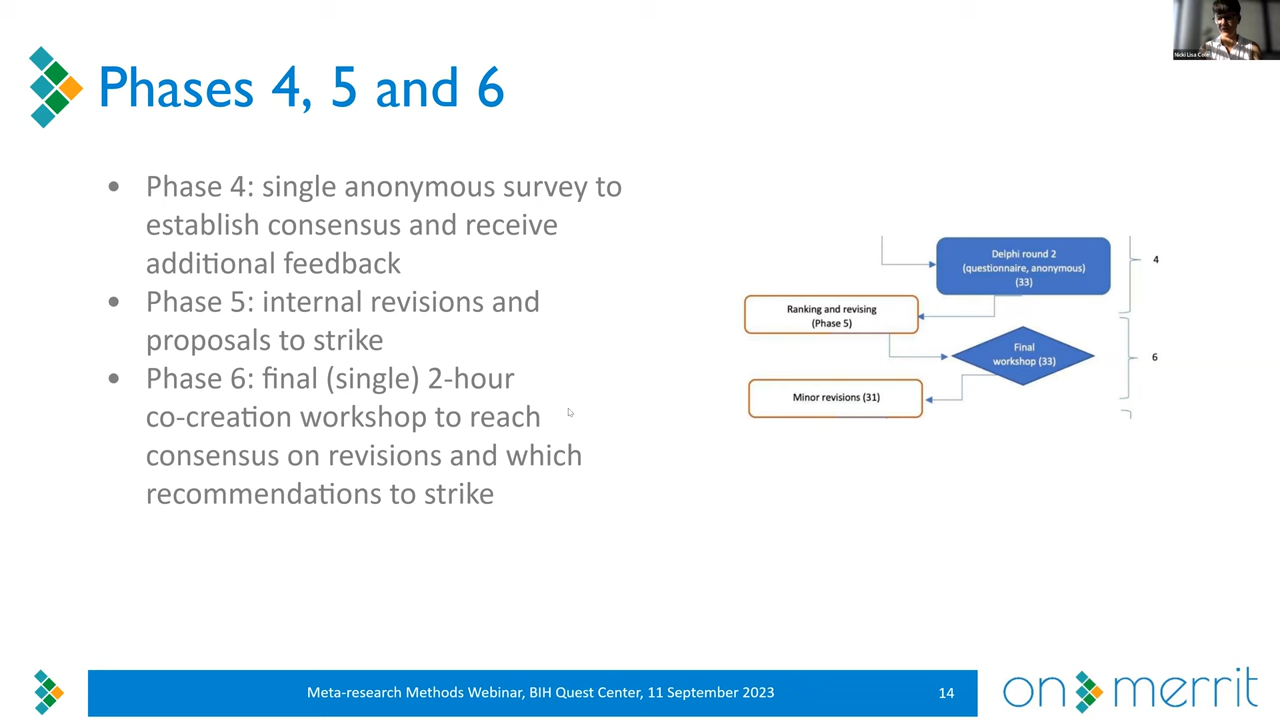 Phases 4, 5 and 6
• Phase 4: single anonymous survey to
establish consensus and receive
additional feedback
• Phase 5: internal revisions and
proposals to strike
• Phase 6: final (single) 2-hour
co-creation workshop to reach
consensus on revisions and which
recommendations to strike
Delphi round 2
(questionnaire, anonymous)
(33)
4
Ranking and revising
(Phase 5)
Final
workshop (33)
6
Minor revisions (31)
Nicki Lisa Cole
Meta-research Methods Webinar, BIH Quest Center, 11 September 2023
14
on merrit